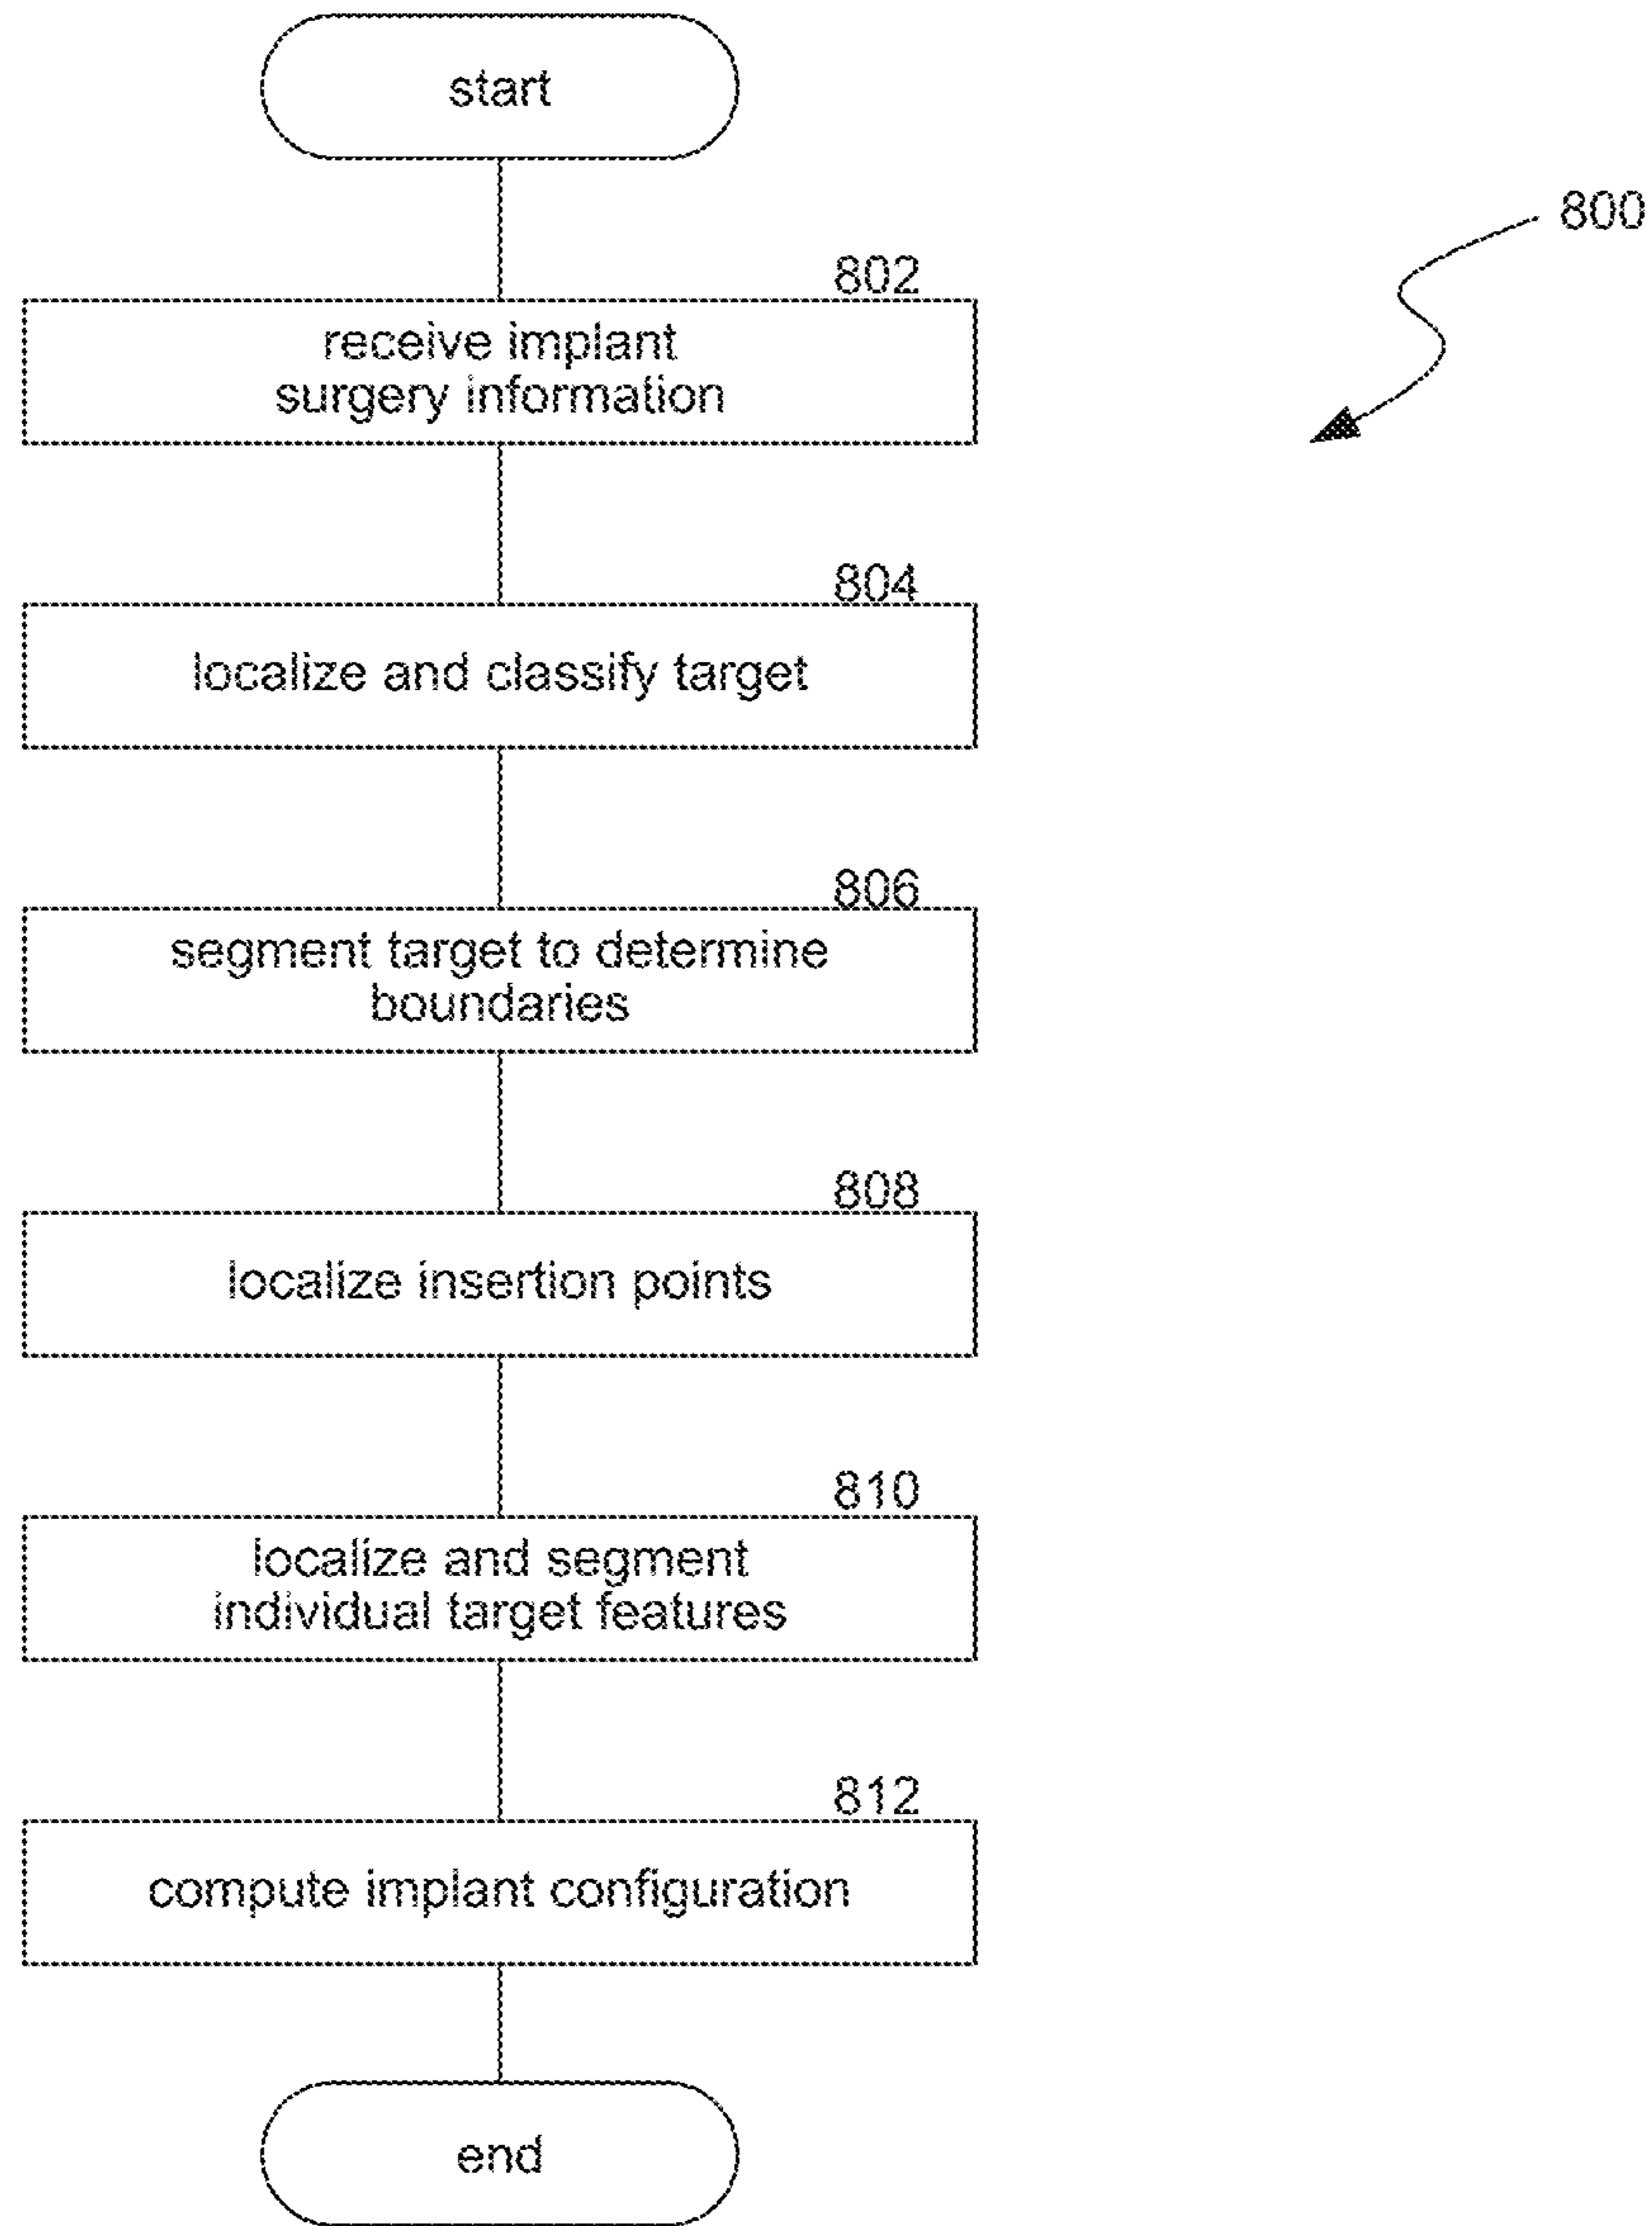 start
800
802
receive implant
surgery information
804
localize and classify target
806
segment target to determine
boundaries
808
localize insertion points
810
localize and segment
individual target features
812
compute implant configuration
end